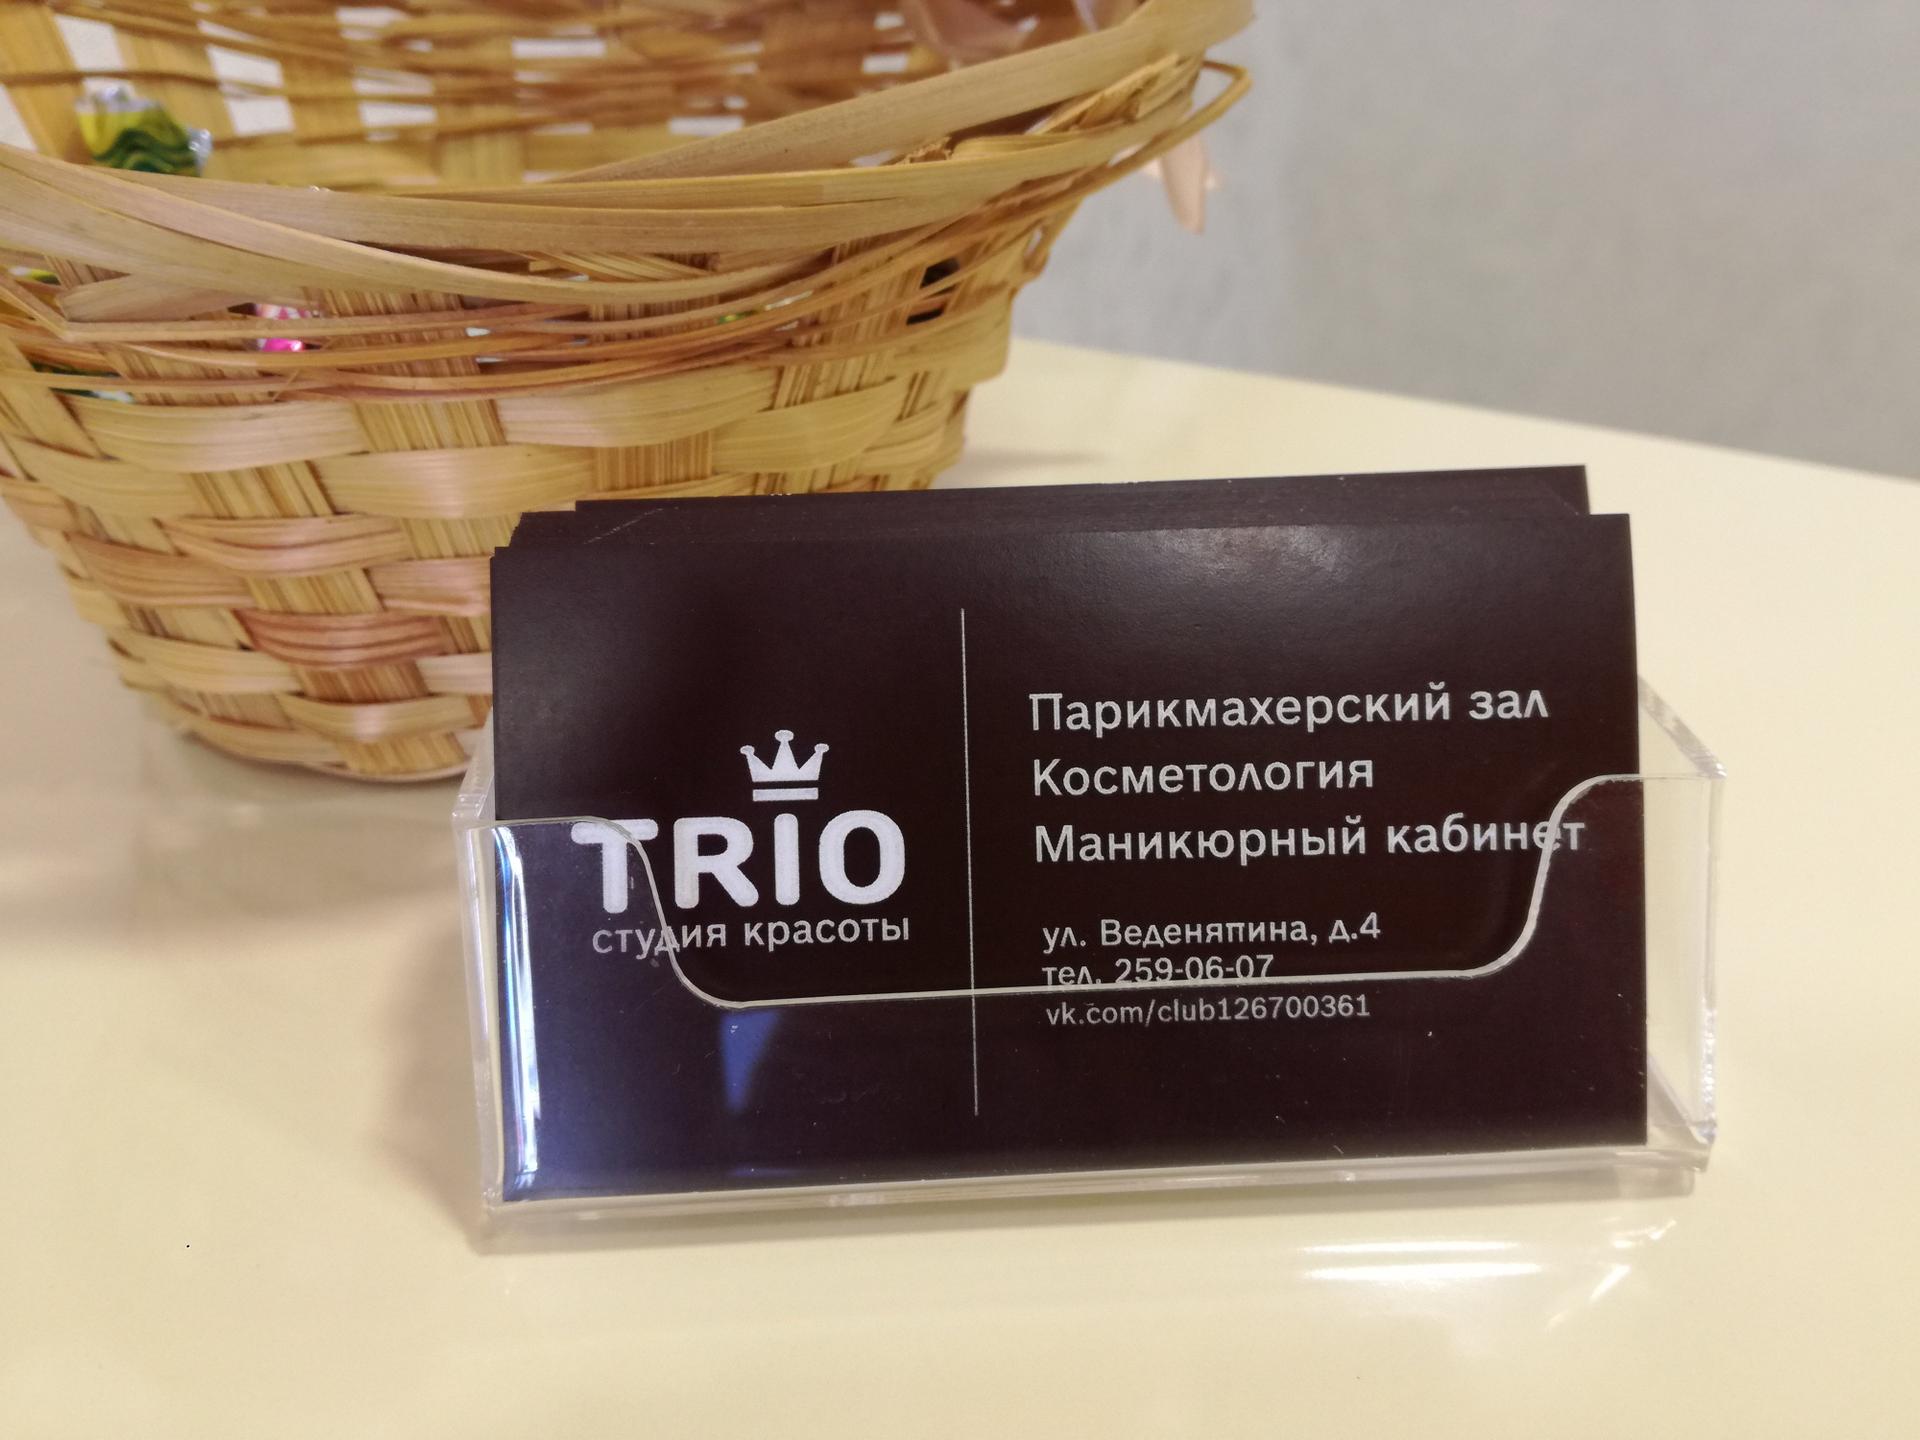 TRIO
студия красоты
Парикмахерский зал
Косметология
Маникюрный кабинет
ул. Веденяпина, д.4
тел. 259-06-07
vk.com/club126700361